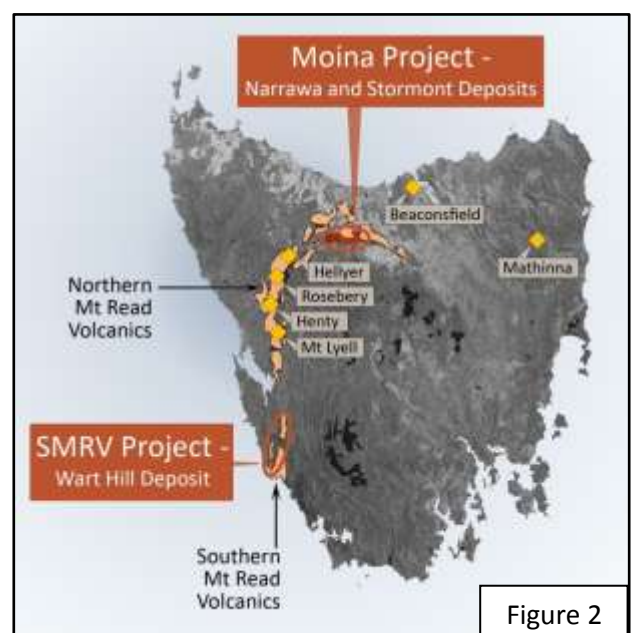 Moina Project -
Narrawa and Stormont Deposits
Beaconsfield
Mathinna
Hellyer
Northern
Mt Read
Volcanics
Rosebery
Henty
Mt Lyell
SMRV Project -
Wart Hill Deposit
Southern
Mt Read
Volcanics
Figure 2